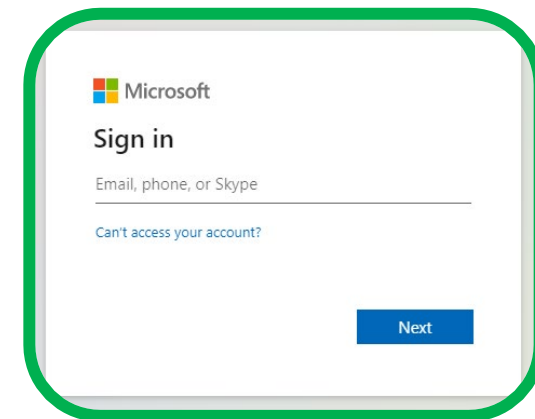 Microsoft
Sign in
Email, phone, or Skype
Can't access your account?
Next